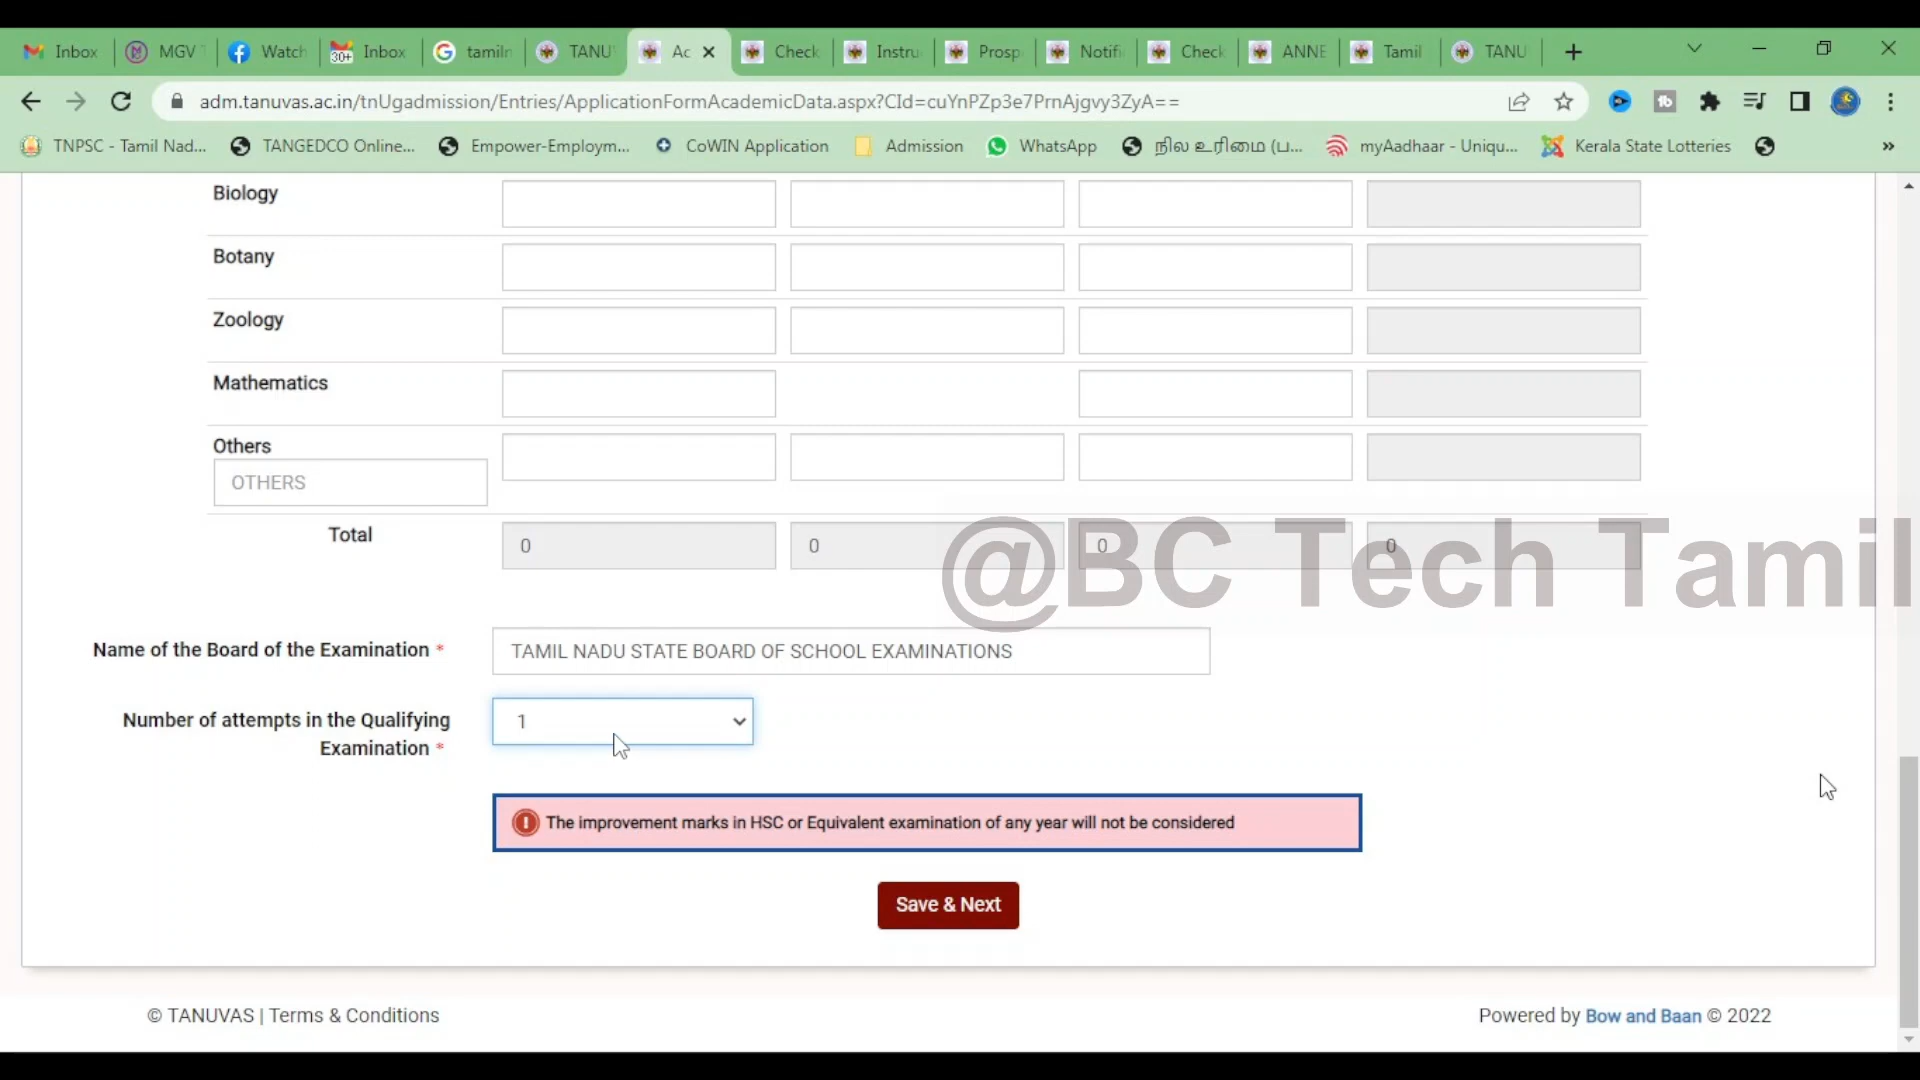 Inbox
MGV T
Watch
30+
Inbox
tamiln
TANU
Ac
Check
Instru
Prosp
Notifi
Check
ANNE
Tamil
TANU
adm.tanuvas.ac.in/tnUgadmission/Entries/ApplicationFormAcademicData.aspx?CId=cuYnPZp3e7PrnAjgvy3ZyA==
TNPSC - Tamil Nad...
TANGEDCO Online...
Empower-Employm...
CoWIN Application
Admission
WhatsApp
நில உரிமை (ப...
myAadhaar - Uniqu...
Kerala State Lotteries
»
Biology
Botany
Zoology
Mathematics
Others
OTHERS
Total
0
0
0
0
@BC Tech Tamil
Name of the Board of the Examination *
TAMIL NADU STATE BOARD OF SCHOOL EXAMINATIONS
Number of attempts in the Qualifying
Examination *
1
The improvement marks in HSC or Equivalent examination of any year will not be considered
Save & Next
© TANUVAS | Terms & Conditions
Powered by Bow and Baan © 2022